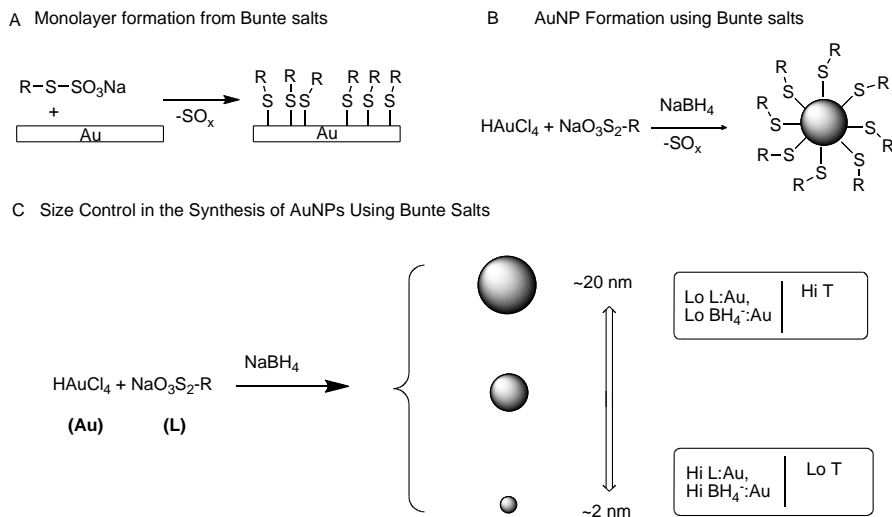 A Monolayer formation from Bunte salts
R–S–SO₃Na
+
Au
-SOₓ
R R R R R R
S S S S S S
Au
B AuNP Formation using Bunte salts
HAuCl₄ + NaO₃S₂-R
NaBH₄
-SOₓ
R R R R R R R R
S S S S S S S S
C Size Control in the Synthesis of AuNPs Using Bunte Salts
HAuCl₄ + NaO₃S₂-R
(Au) (L)
NaBH₄
~20 nm
~2 nm
Lo L:Au,
Lo BH₄⁻:Au
Hi T
Hi L:Au,
Hi BH₄⁻:Au
Lo T